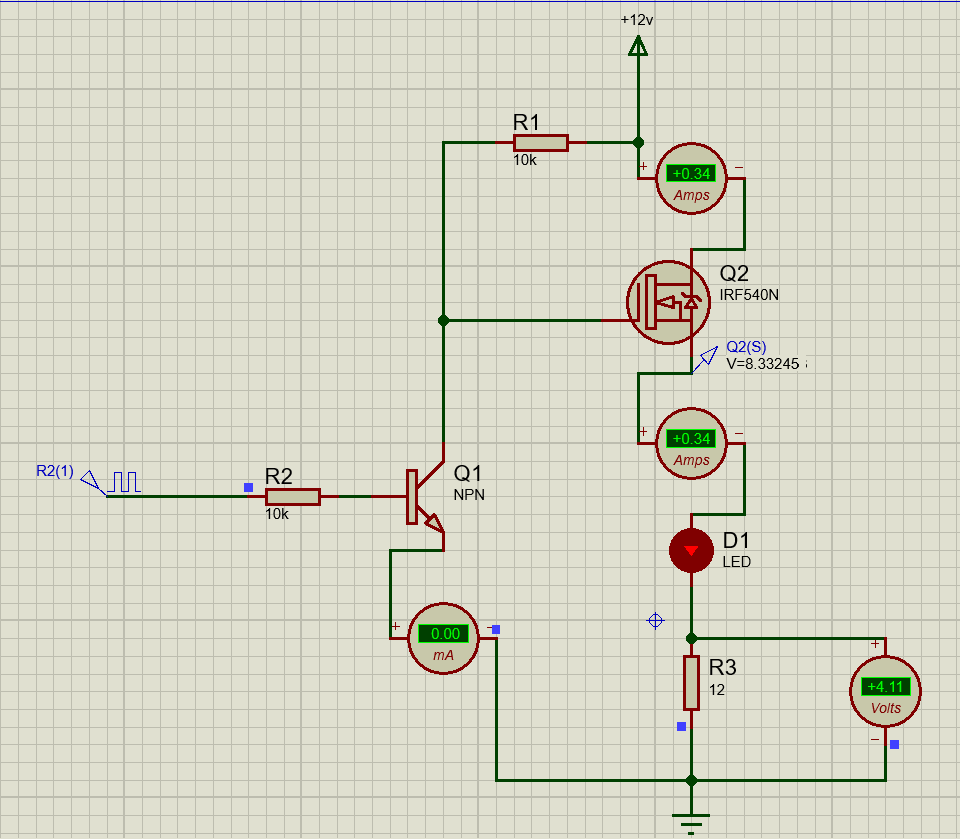 +12v
R1
10k
+
−
+0.34
Amps
Q2
IRF540N
Q2(S)
V=8.33245
+
−
+0.34
Amps
R2(1)
R2
10k
Q1
NPN
D1
LED
+
−
0.00
mA
R3
12
+
+4.11
Volts
−